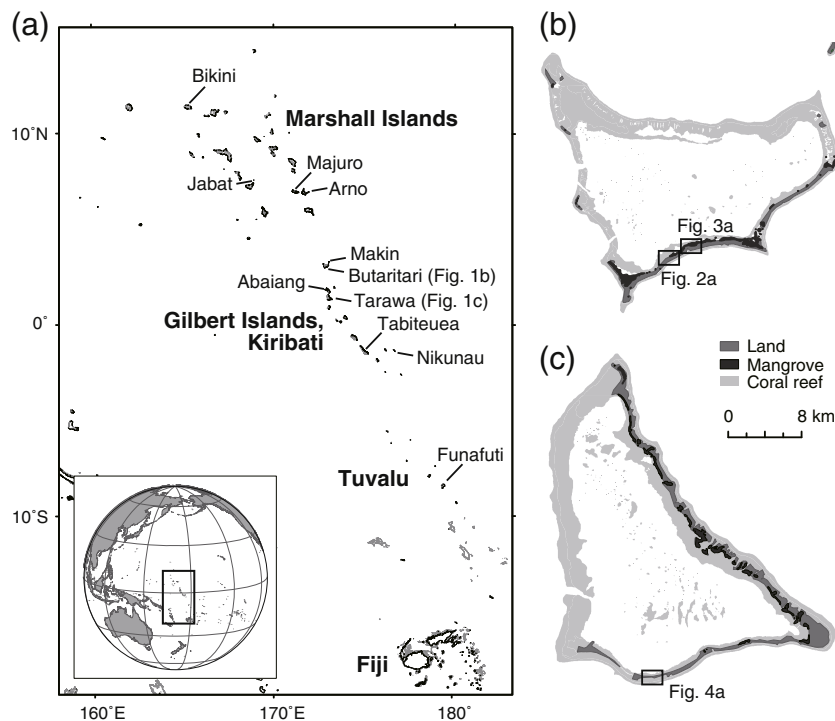 (a)
Bikini
10°N
Marshall Islands
Majuro
Jabat
Arno
Makin
Butaritari (Fig. 1b)
Abaiang
Tarawa (Fig. 1c)
0°
Gilbert Islands,
Kiribati
Tabiteuea
Nikunau
Funafuti
Tuvalu
10°S
Fiji
160°E
170°E
180°
(b)
Fig. 3a
Fig. 2a
(c)
Land
Mangrove
Coral reef
0 8 km
Fig. 4a